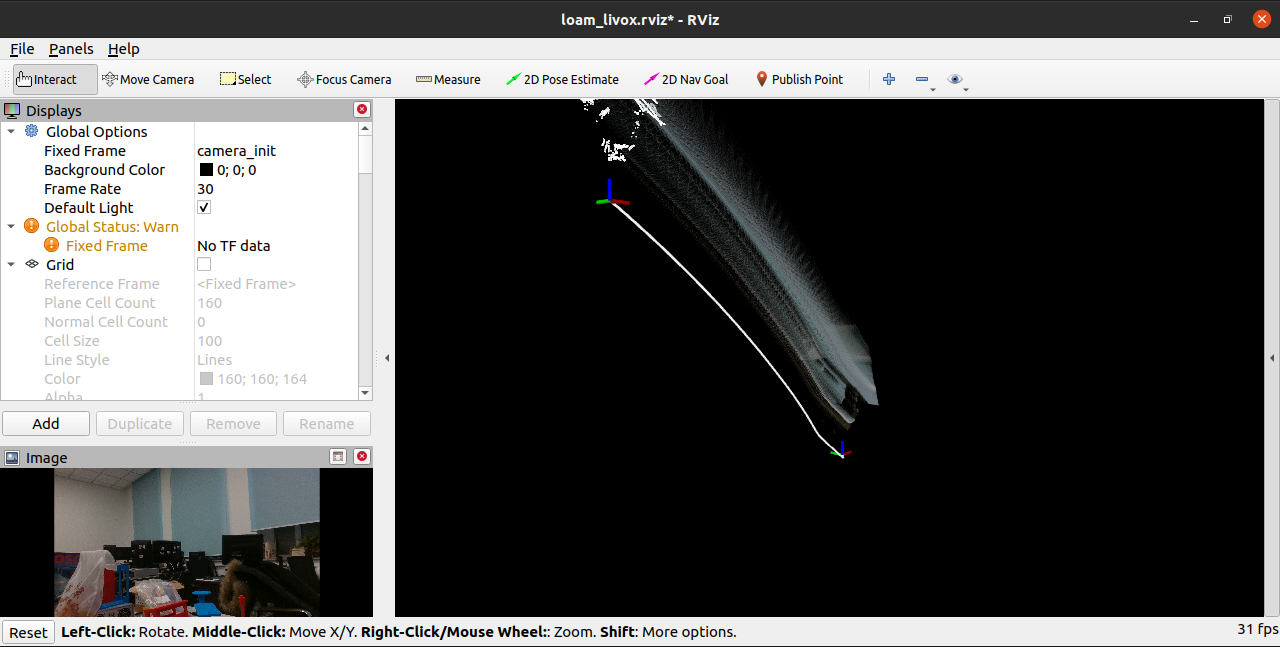 loam_livox.rviz* - RViz
File Panels Help
Interact Move Camera Select Focus Camera Measure 2D Pose Estimate 2D Nav Goal Publish Point
Displays
Global Options
Fixed Frame camera_init
Background Color 0; 0; 0
Frame Rate 30
Default Light
Global Status: Warn
Fixed Frame No TF data
Grid
Reference Frame <Fixed Frame>
Plane Cell Count 160
Normal Cell Count 0
Cell Size 100
Line Style Lines
Color 160; 160; 164
Alpha 1
Add Duplicate Remove Rename
Image
Reset Left-Click: Rotate. Middle-Click: Move X/Y. Right-Click/Mouse Wheel:: Zoom. Shift: More options. 31 fps